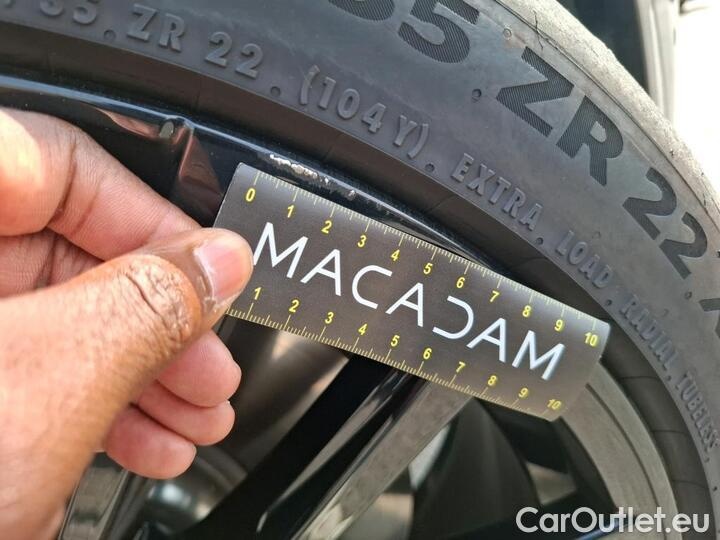 35 ZR 22 (104Y). EXTRA. LOAD. RADIAL. TUBELESS.
35 ZR 22
0 1 2 3 4 5 6 7 8 9 10
MACADAM
1 2 3 4 5 6 7 8 9 10
CarOutlet.eu